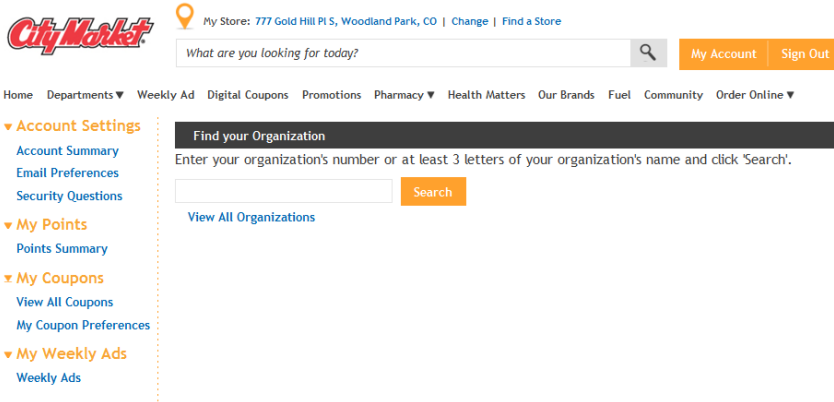 City Market.
My Store: 777 Gold Hill Pl S, Woodland Park, CO | Change | Find a Store
What are you looking for today?
My Account
Sign Out
Home Departments▼ Weekly Ad Digital Coupons Promotions Pharmacy▼ Health Matters Our Brands Fuel Community Order Online▼
Account Settings
Account Summary
Email Preferences
Security Questions
My Points
Points Summary
My Coupons
View All Coupons
My Coupon Preferences
My Weekly Ads
Weekly Ads
Find your Organization
Enter your organization's number or at least 3 letters of your organization's name and click 'Search'.
Search
View All Organizations